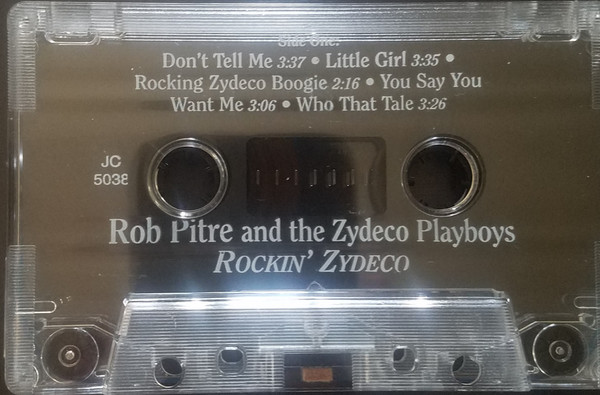 Side One:
Don't Tell Me 3:37 • Little Girl 3:35 •
Rocking Zydeco Boogie 2:16 • You Say You
Want Me 3:06 • Who That Tale 3:26
JC
5038
Rob Pitre and the Zydeco Playboys
ROCKIN' ZYDECO